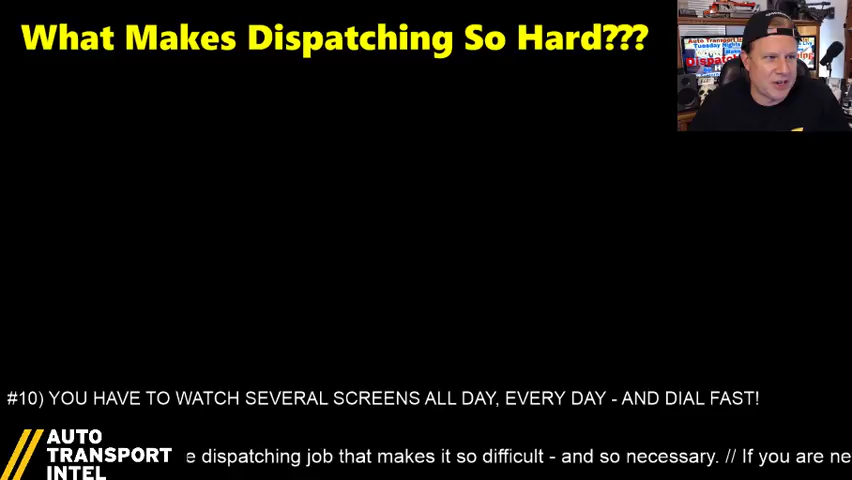 What Makes Dispatching So Hard???
#10) YOU HAVE TO WATCH SEVERAL SCREENS ALL DAY, EVERY DAY - AND DIAL FAST!
AUTO
TRANSPORT
INTEL
e dispatching job that makes it so difficult - and so necessary. // If you are ne